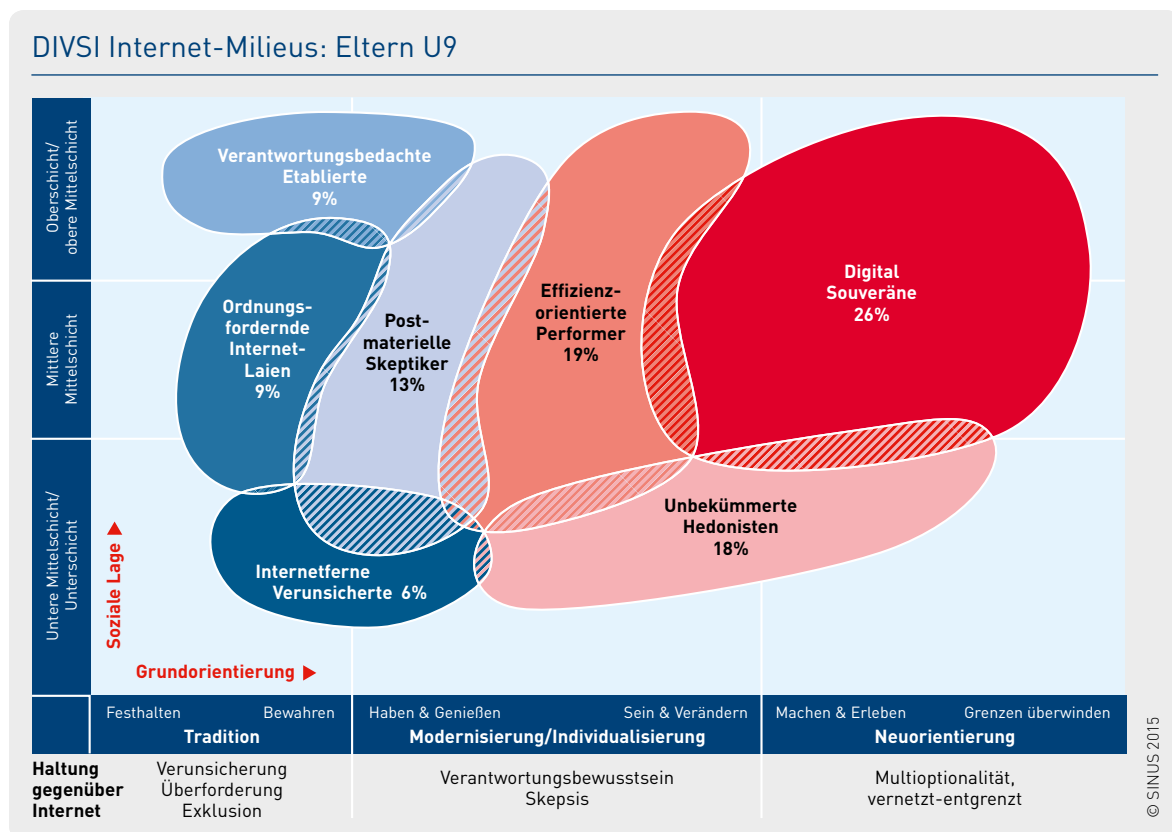 DIVSI Internet-Milieus: Eltern U9
Oberschicht/
obere Mittelschicht
Mittlere
Mittelschicht
Untere Mittelschicht/
Unterschicht
Soziale Lage
Grundorientierung
Verantwortungsbedachte
Etablierte
9%
Ordnungs-
fordernde
Internet-
Laien
9%
Post-
materielle
Skeptiker
13%
Effizienz-
orientierte
Performer
19%
Digital
Souveräne
26%
Unbekümmerte
Hedonisten
18%
Internetferne
Verunsicherte 6%
Festhalten Bewahren
Tradition
Haben & Genießen Sein & Verändern
Modernisierung/Individualisierung
Machen & Erleben Grenzen überwinden
Neuorientierung
Haltung
gegenüber
Internet
Verunsicherung
Überforderung
Exklusion
Verantwortungsbewusstsein
Skepsis
Multioptionalität,
vernetzt-entgrenzt
© SINUS 2015